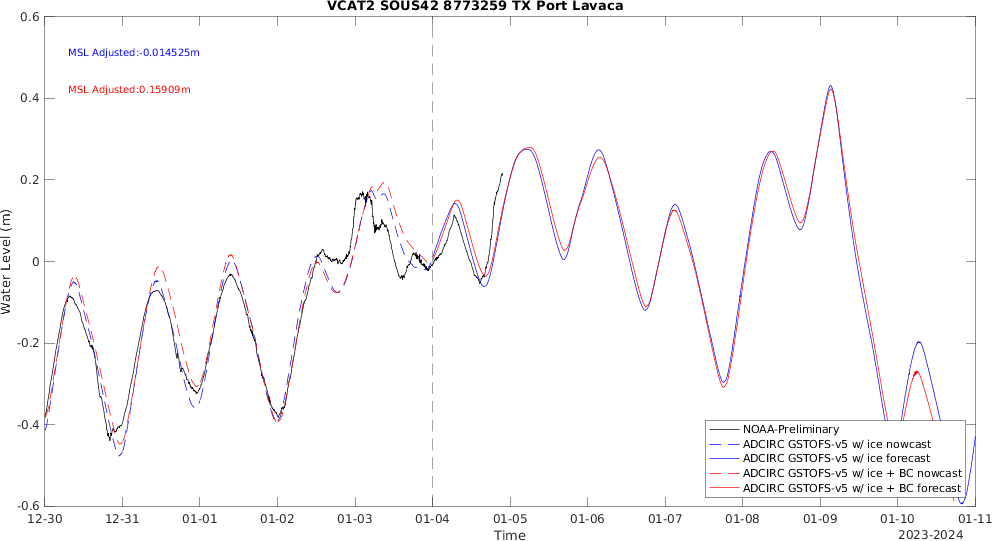 VCAT2 SOUS42 8773259 TX Port Lavaca
MSL Adjusted:-0.014525m
MSL Adjusted:0.15909m
Water Level (m)
0.6
0.4
0.2
0
-0.2
-0.4
-0.6
NOAA-Preliminary
ADCIRC GSTOFS-v5 w/ ice nowcast
ADCIRC GSTOFS-v5 w/ ice forecast
ADCIRC GSTOFS-v5 w/ ice + BC nowcast
ADCIRC GSTOFS-v5 w/ ice + BC forecast
12-30 12-31 01-01 01-02 01-03 01-04 01-05 01-06 01-07 01-08 01-09 01-10 01-11
Time
2023-2024